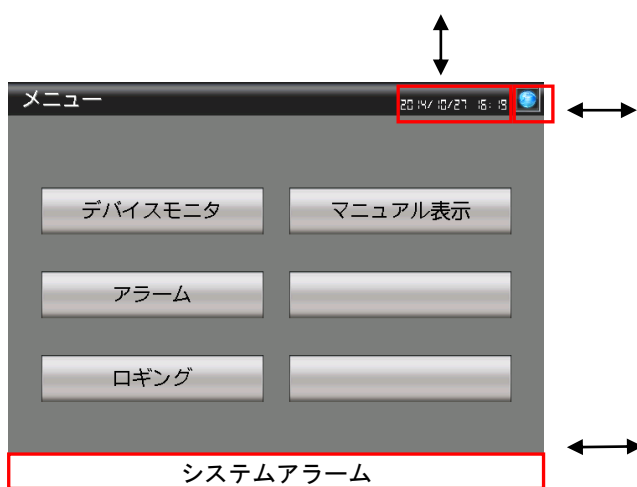 メニュー
2014/10/27 16:19
デバイスモニタ
マニュアル表示
アラーム
ロギング
システムアラーム